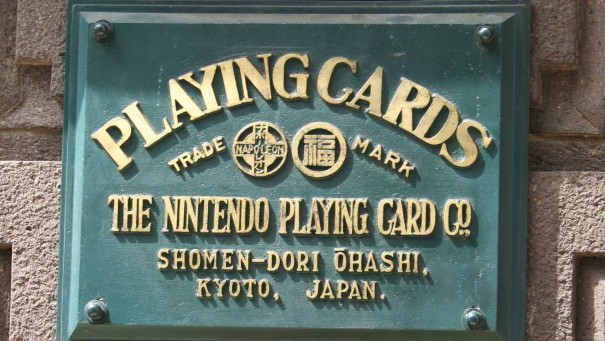 PLAYING CARDS
TRADE NAPOLEON 福 MARK
THE NINTENDO PLAYING CARD CO.
SHOMEN-DORI ŌHASHI,
KYOTO, JAPAN.